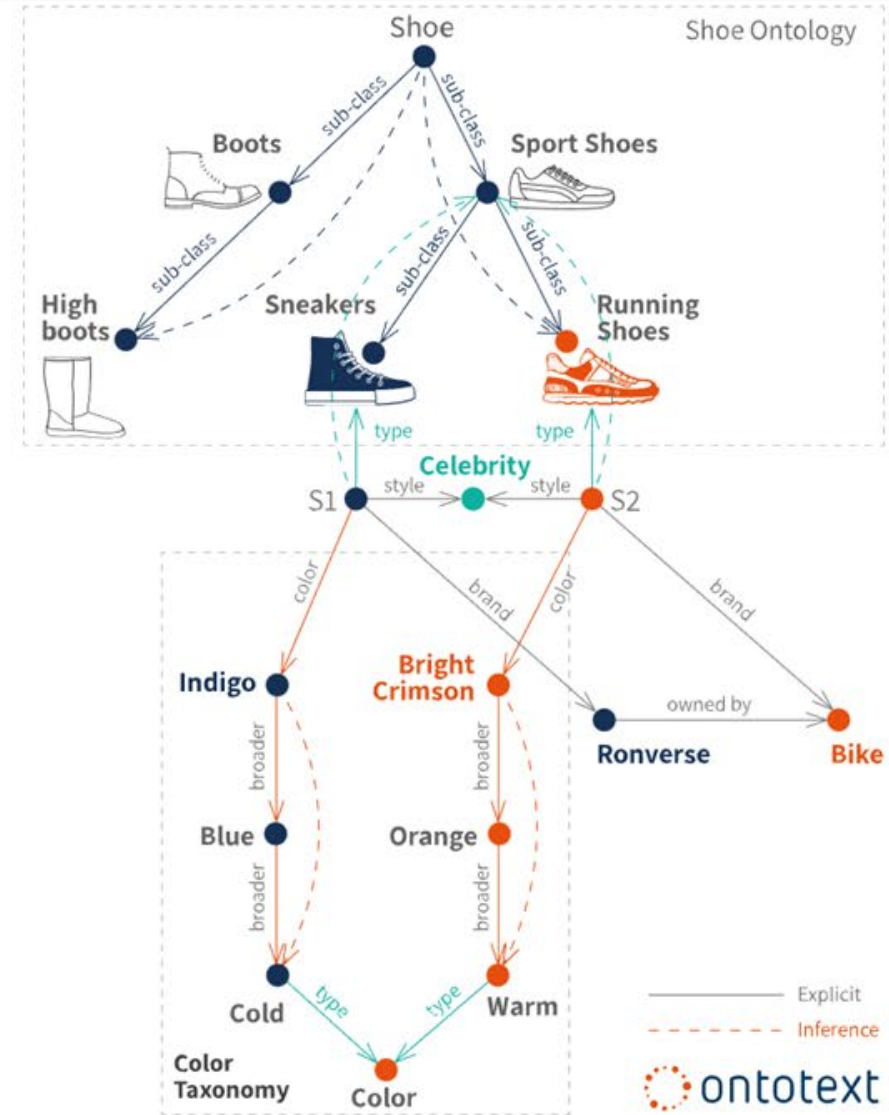 Shoe
Shoe Ontology
sub-class
sub-class
Boots
Sport Shoes
sub-class
sub-class
sub-class
High
boots
Sneakers
Running
Shoes
type
type
Celebrity
S1
style
style
S2
color
brand
color
brand
Indigo
Bright
Crimson
owned by
Ronverse
Bike
broader
broader
Blue
Orange
broader
broader
Cold
Warm
type
type
Color
Taxonomy
Color
Explicit
Inference
ontotext